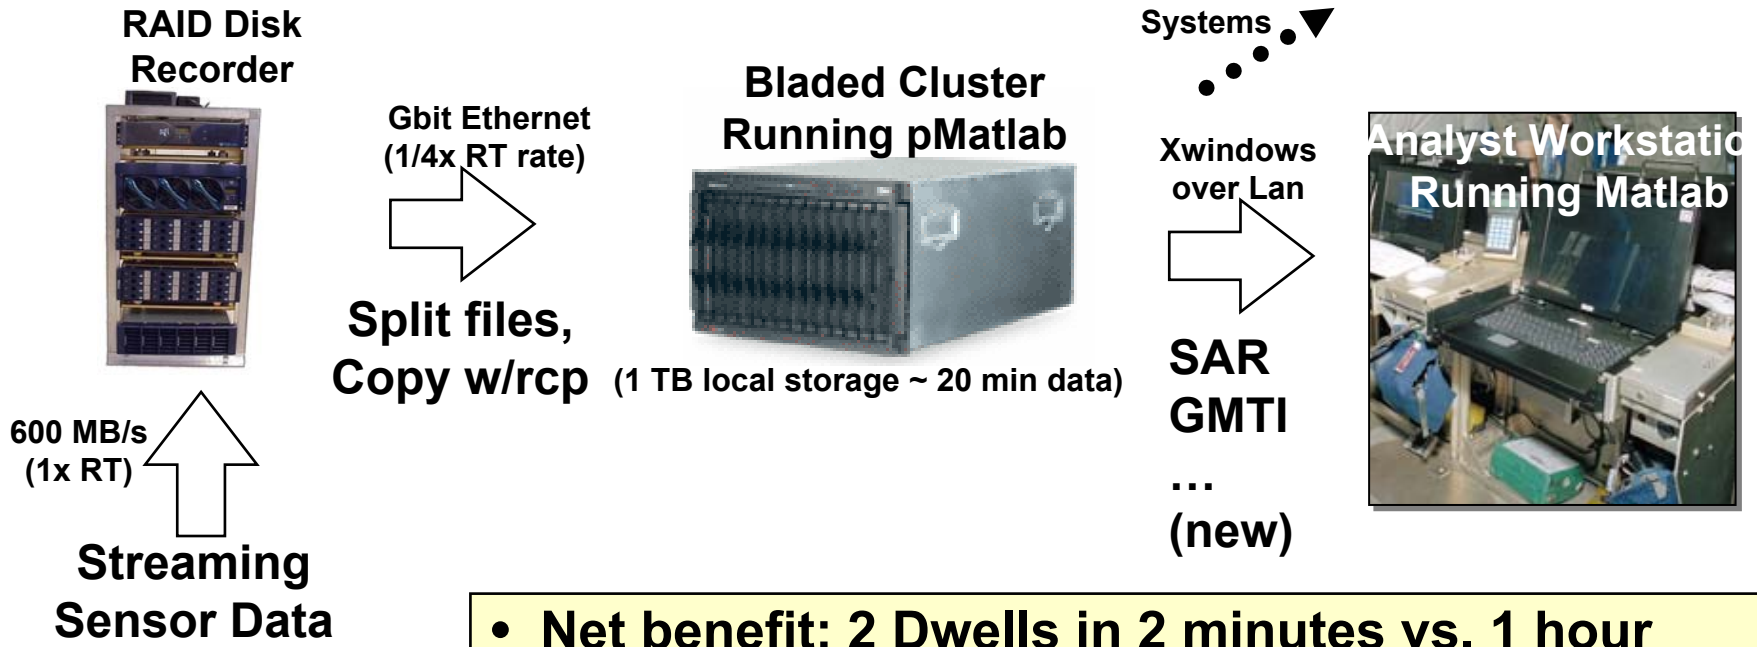 RAID Disk
Recorder
Gbit Ethernet
(1/4x RT rate)
Split files,
Copy w/rcp
600 MB/s
(1x RT)
Streaming
Sensor Data
Bladed Cluster
Running pMatlab
(1 TB local storage ~ 20 min data)
Systems
Xwindows
over Lan
SAR
GMTI
…
(new)
Analyst Workstatio
Running Matlab
• Net benefit: 2 Dwells in 2 minutes vs. 1 hour